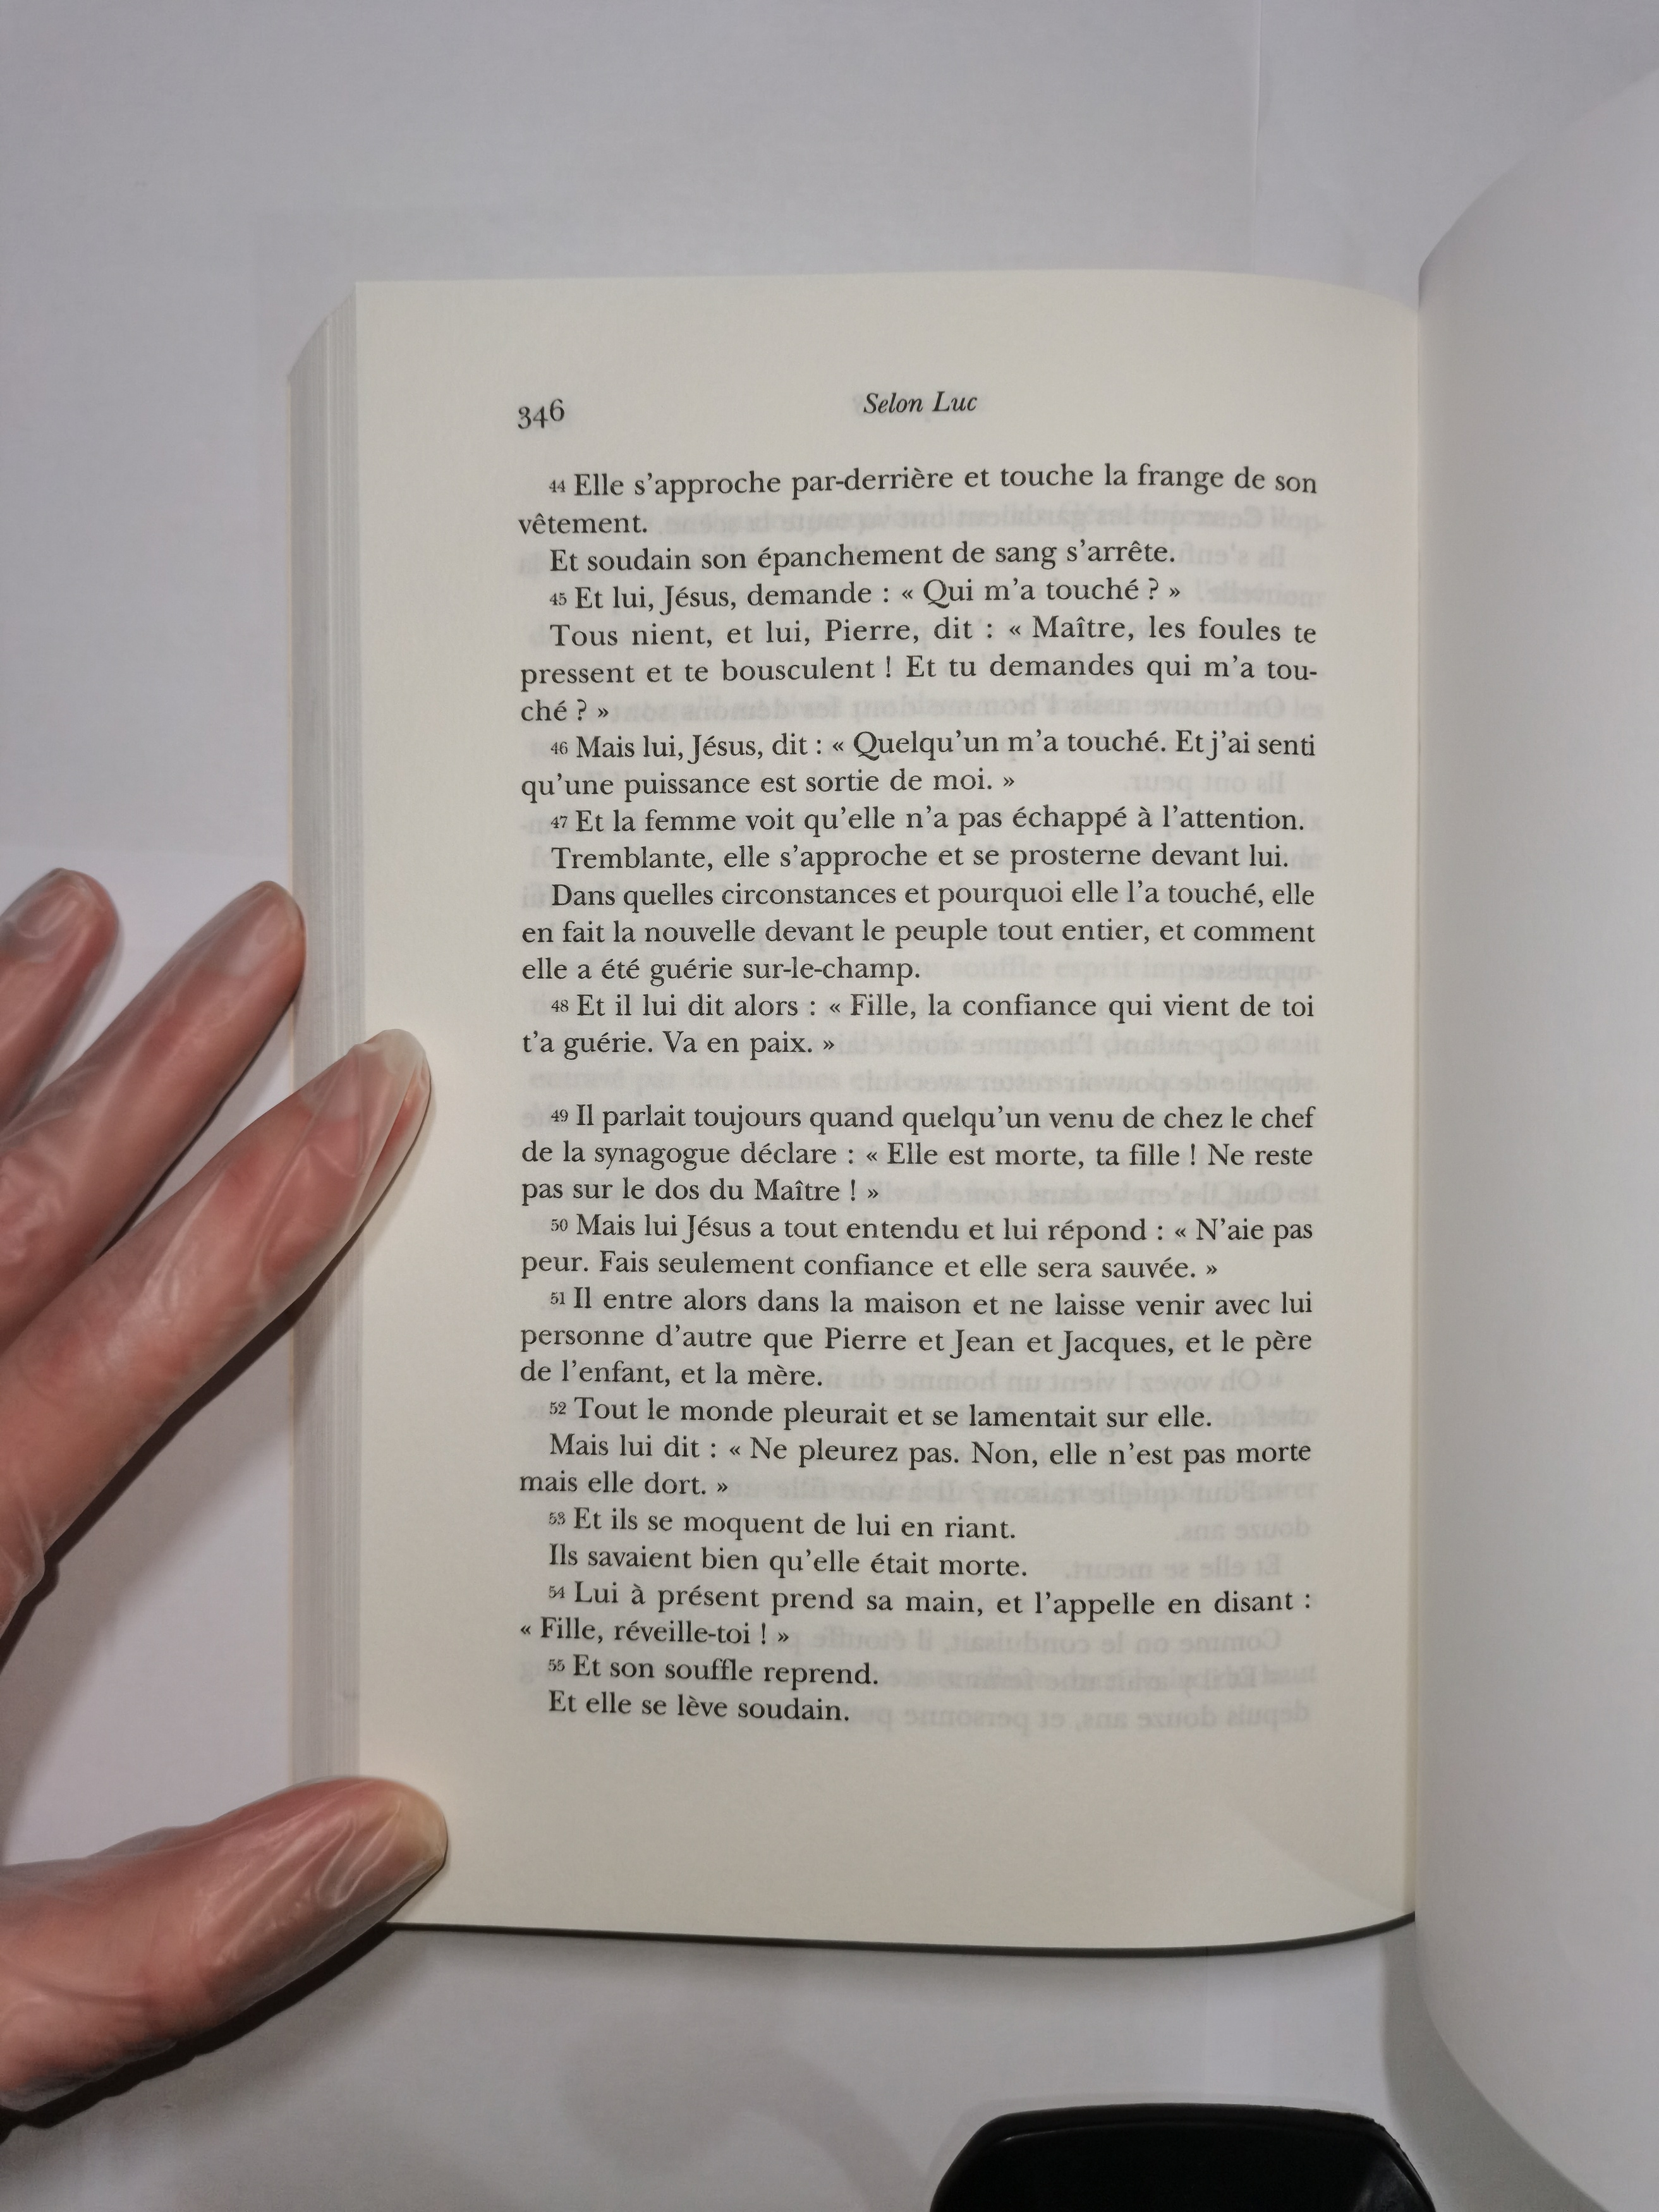 346
Selon Luc
44 Elle s'approche par-derrière et touche la frange de son
vêtement.
Et soudain son épanchement de sang s'arrête.
45 Et lui, Jésus, demande : « Qui m'a touché ? »
Tous nient, et lui, Pierre, dit : « Maître, les foules te
pressent et te bousculent ! Et tu demandes qui m'a tou-
ché ? »
46 Mais lui, Jésus, dit : « Quelqu'un m'a touché. Et j'ai senti
qu'une puissance est sortie de moi. »
47 Et la femme voit qu'elle n'a pas échappé à l'attention.
Tremblante, elle s'approche et se prosterne devant lui.
Dans quelles circonstances et pourquoi elle l'a touché, elle
en fait la nouvelle devant le peuple tout entier, et comment
elle a été guérie sur-le-champ.
48 Et il lui dit alors : « Fille, la confiance qui vient de toi
t'a guérie. Va en paix. »
49 Il parlait toujours quand quelqu'un venu de chez le chef
de la synagogue déclare : « Elle est morte, ta fille ! Ne reste
pas sur le dos du Maître ! »
50 Mais lui Jésus a tout entendu et lui répond : « N'aie pas
peur. Fais seulement confiance et elle sera sauvée. »
51 Il entre alors dans la maison et ne laisse venir avec lui
personne d'autre que Pierre et Jean et Jacques, et le père
de l'enfant, et la mère.
52 Tout le monde pleurait et se lamentait sur elle.
Mais lui dit : « Ne pleurez pas. Non, elle n'est pas morte
mais elle dort. »
53 Et ils se moquent de lui en riant.
Ils savaient bien qu'elle était morte.
54 Lui à présent prend sa main, et l'appelle en disant :
« Fille, réveille-toi ! »
55 Et son souffle reprend.
Et elle se lève soudain.